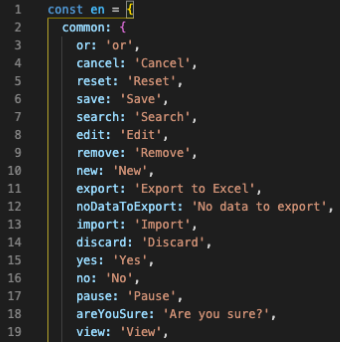 1 const en = {
2 common: {
3 or: 'or',
4 cancel: 'Cancel',
5 reset: 'Reset',
6 save: 'Save',
7 search: 'Search',
8 edit: 'Edit',
9 remove: 'Remove',
10 new: 'New',
11 export: 'Export to Excel',
12 noDataToExport: 'No data to export',
13 import: 'Import',
14 discard: 'Discard',
15 yes: 'Yes',
16 no: 'No',
17 pause: 'Pause',
18 areYouSure: 'Are you sure?',
19 view: 'View',